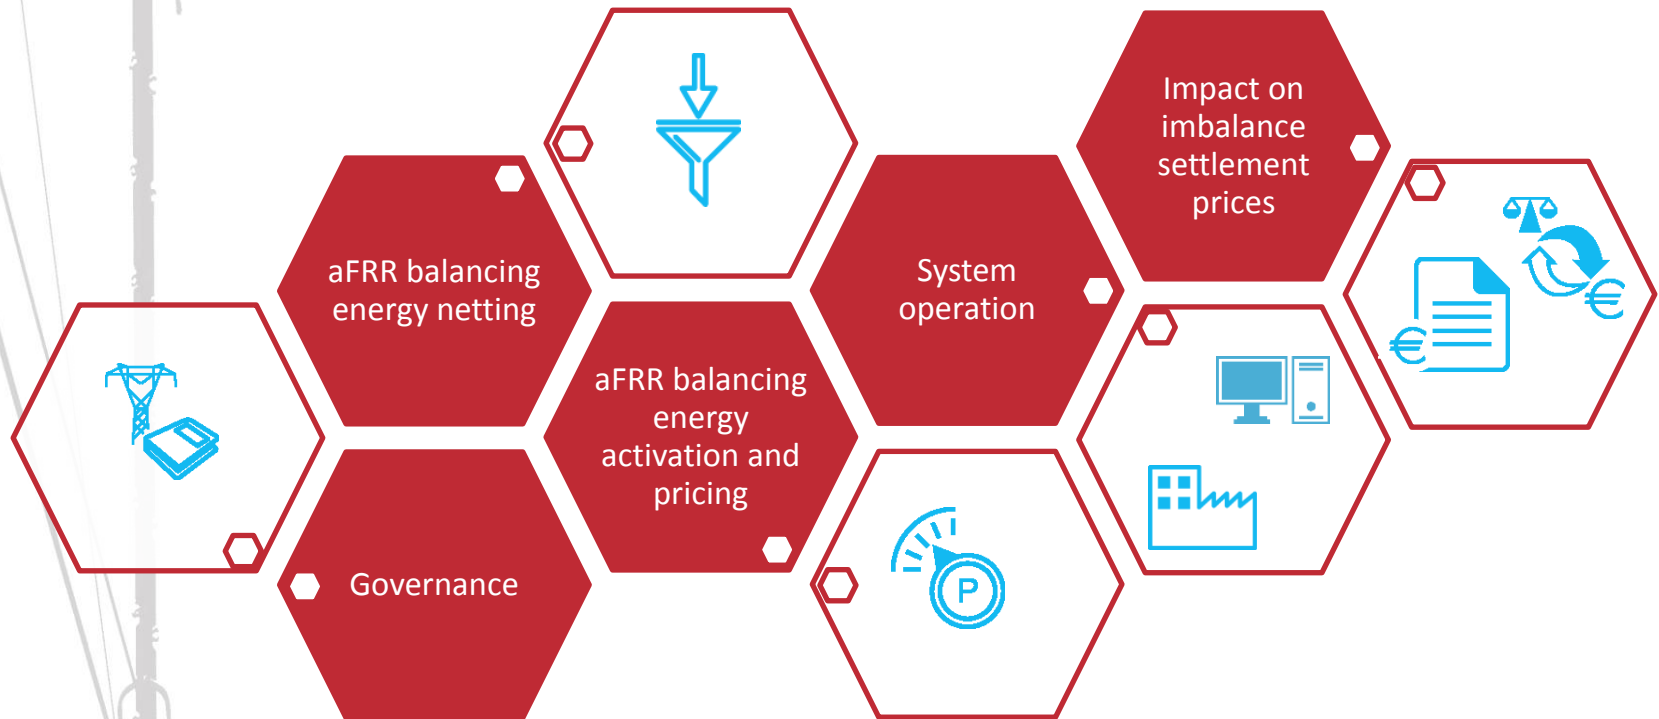 Impact on
imbalance
settlement
prices
aFRR balancing
energy netting
System
operation
€
€
aFRR balancing
energy
activation and
pricing
Governance
P